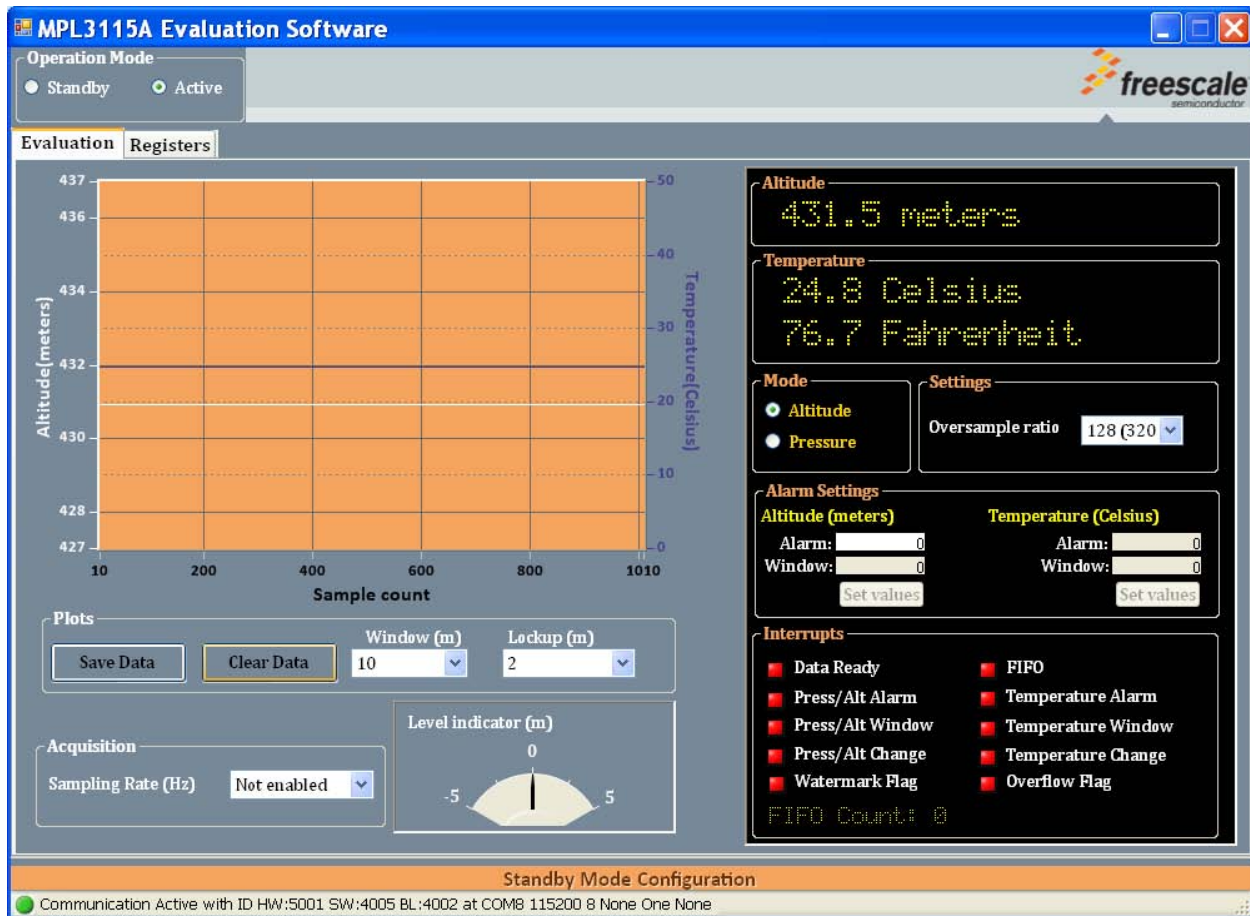 MPL3115A Evaluation Software
Operation Mode
Standby Active
freescale
semiconductor
Evaluation Registers
437
436
434
432
430
428
427
Altitude(meters)
50
40
30
20
10
0
Temperature(Celsius)
10 200 400 600 800 1010
Sample count
Plots
Save Data Clear Data
Window (m) Lockup (m)
10 2
Acquisition
Sampling Rate (Hz) Not enabled
Level indicator (m)
0
-5 5
Altitude
431.5 meters
Temperature
24.8 Celsius
76.7 Fahrenheit
Mode
Altitude
Pressure
Settings
Oversample ratio 128 (320
Alarm Settings
Altitude (meters) Temperature (Celsius)
Alarm: 0 Alarm: 0
Window: 0 Window: 0
Set values Set values
Interrupts
Data Ready FIFO
Press/Alt Alarm Temperature Alarm
Press/Alt Window Temperature Window
Press/Alt Change Temperature Change
Watermark Flag Overflow Flag
FIFO Count: 0
Standby Mode Configuration
Communication Active with ID HW:5001 SW:4005 BL:4002 at COM8 115200 8 None One None